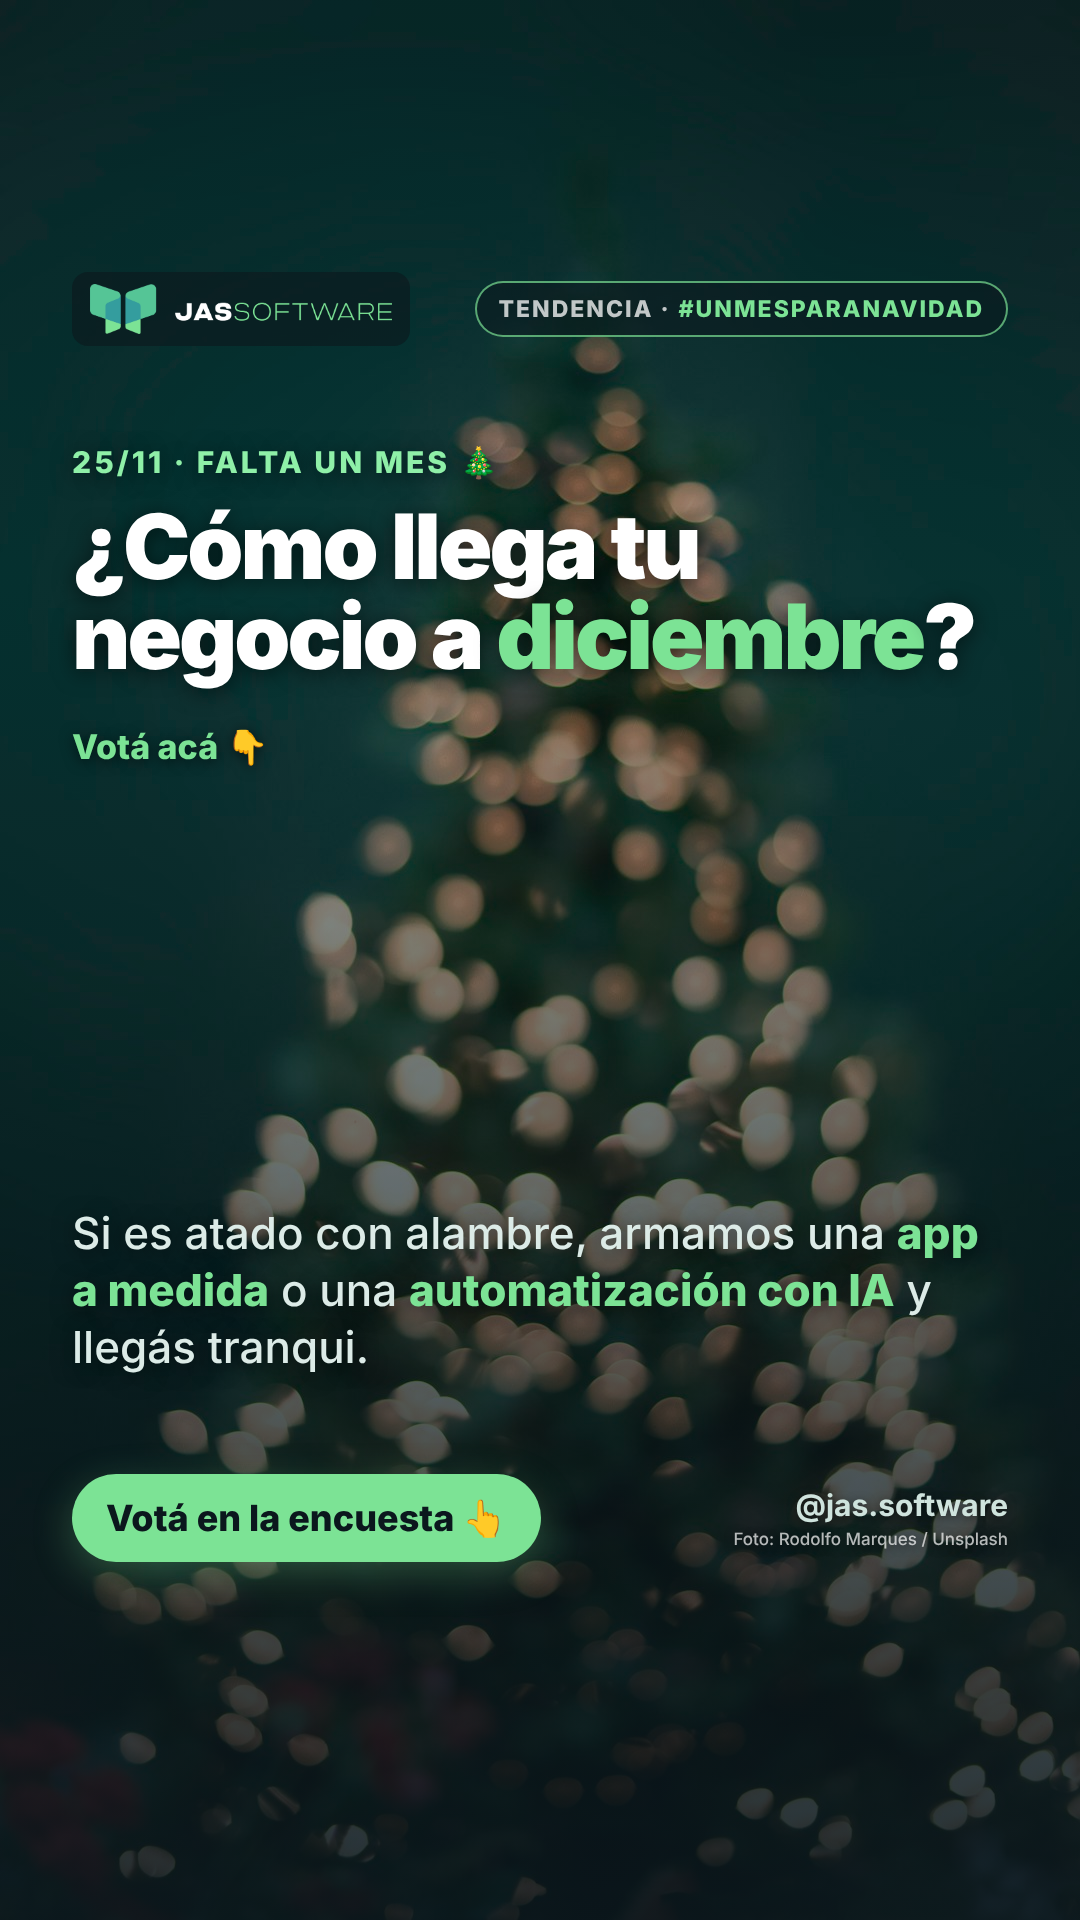 JASSOFTWARE
TENDENCIA · #UNMESPARANAVIDAD
25/11 · FALTA UN MES 🎄
¿Cómo llega tu
negocio a diciembre?
Votá acá 👇
Si es atado con alambre, armamos una app
a medida o una automatización con IA y
llegás tranqui.
Votá en la encuesta 👆
@jas.software
Foto: Rodolfo Marques / Unsplash